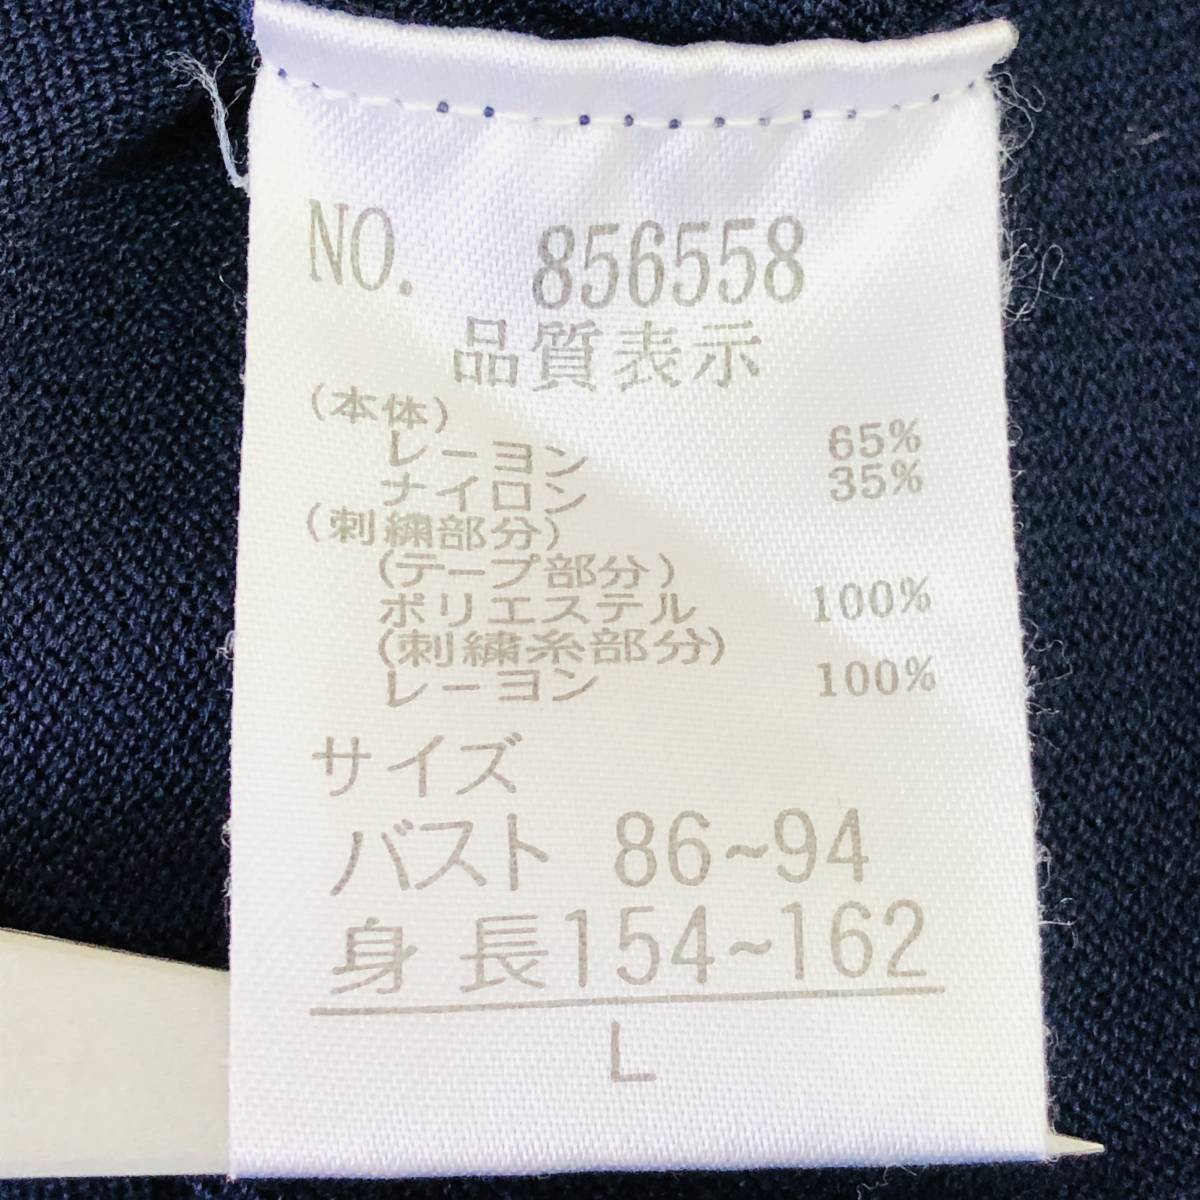 NO. 856558
品質表示
(本体)
レーヨン 65%
ナイロン 35%
(刺繍部分)
(テープ部分)
ポリエステル 100%
(刺繍糸部分)
レーヨン 100%
サイズ
バスト 86~94
身長154~162
L